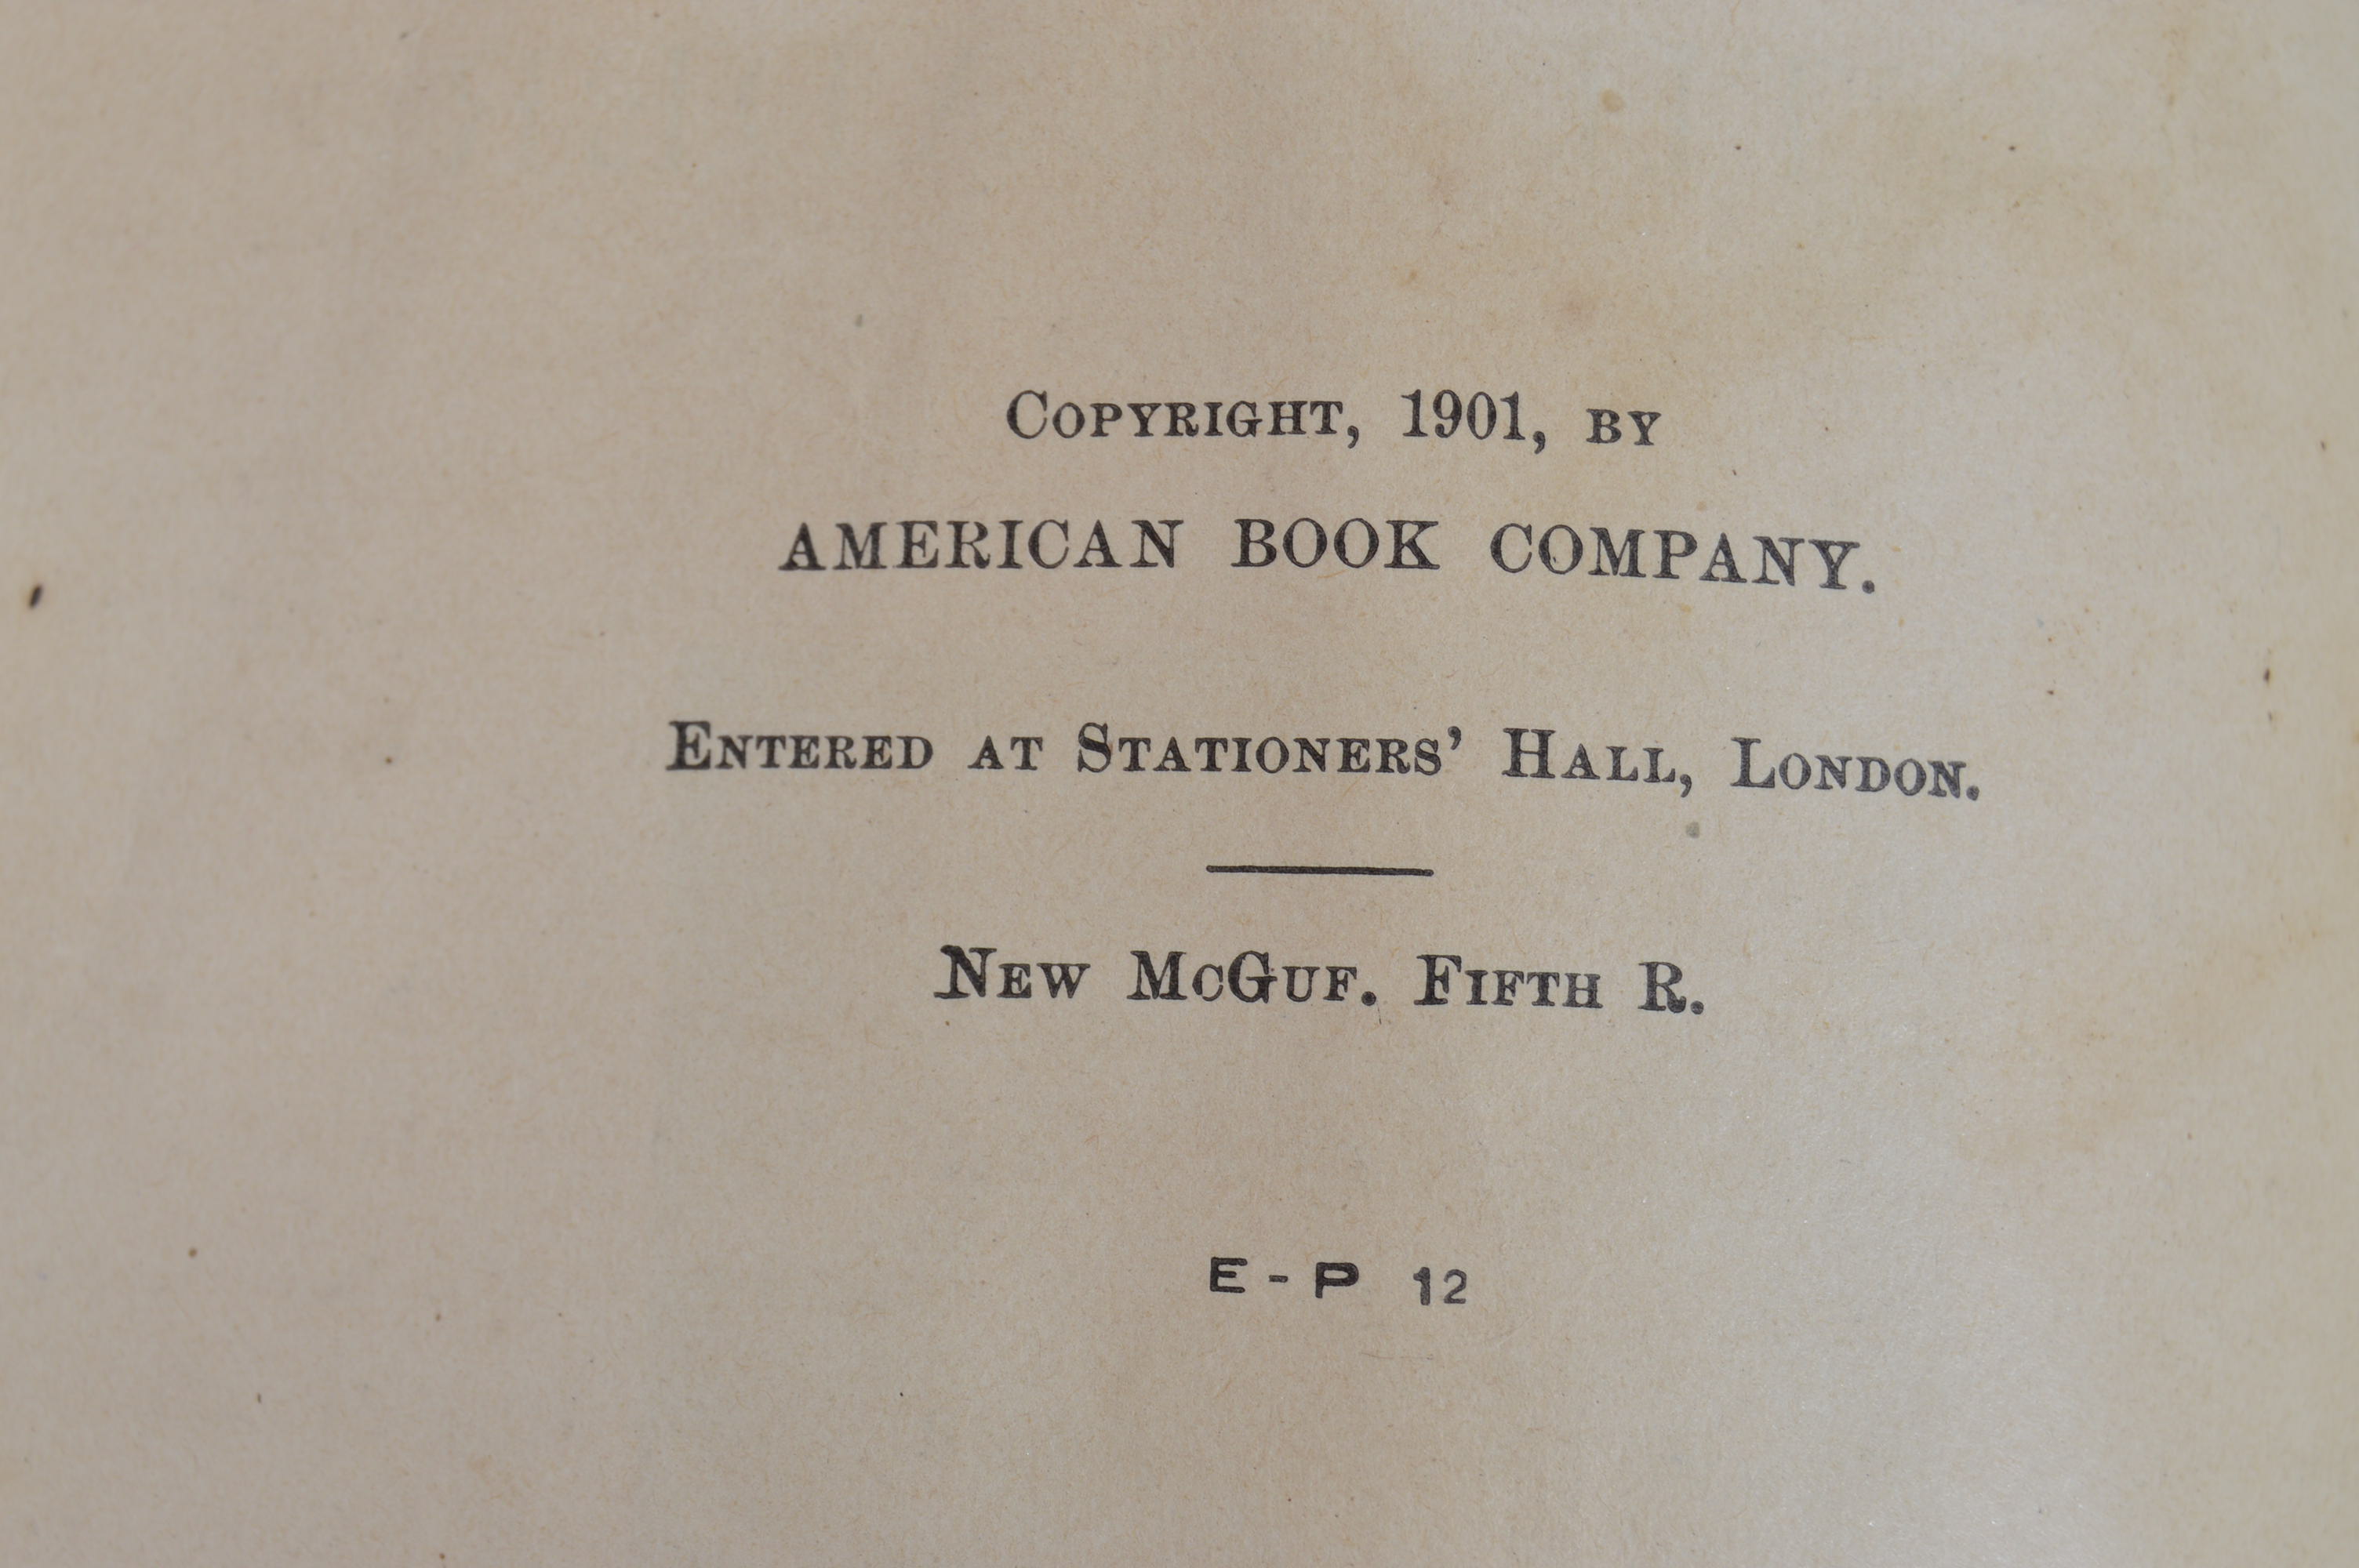 Copyright, 1901, by
AMERICAN BOOK COMPANY.
Entered at Stationers' Hall, London.
New McGuf. Fifth R.
E-P 12